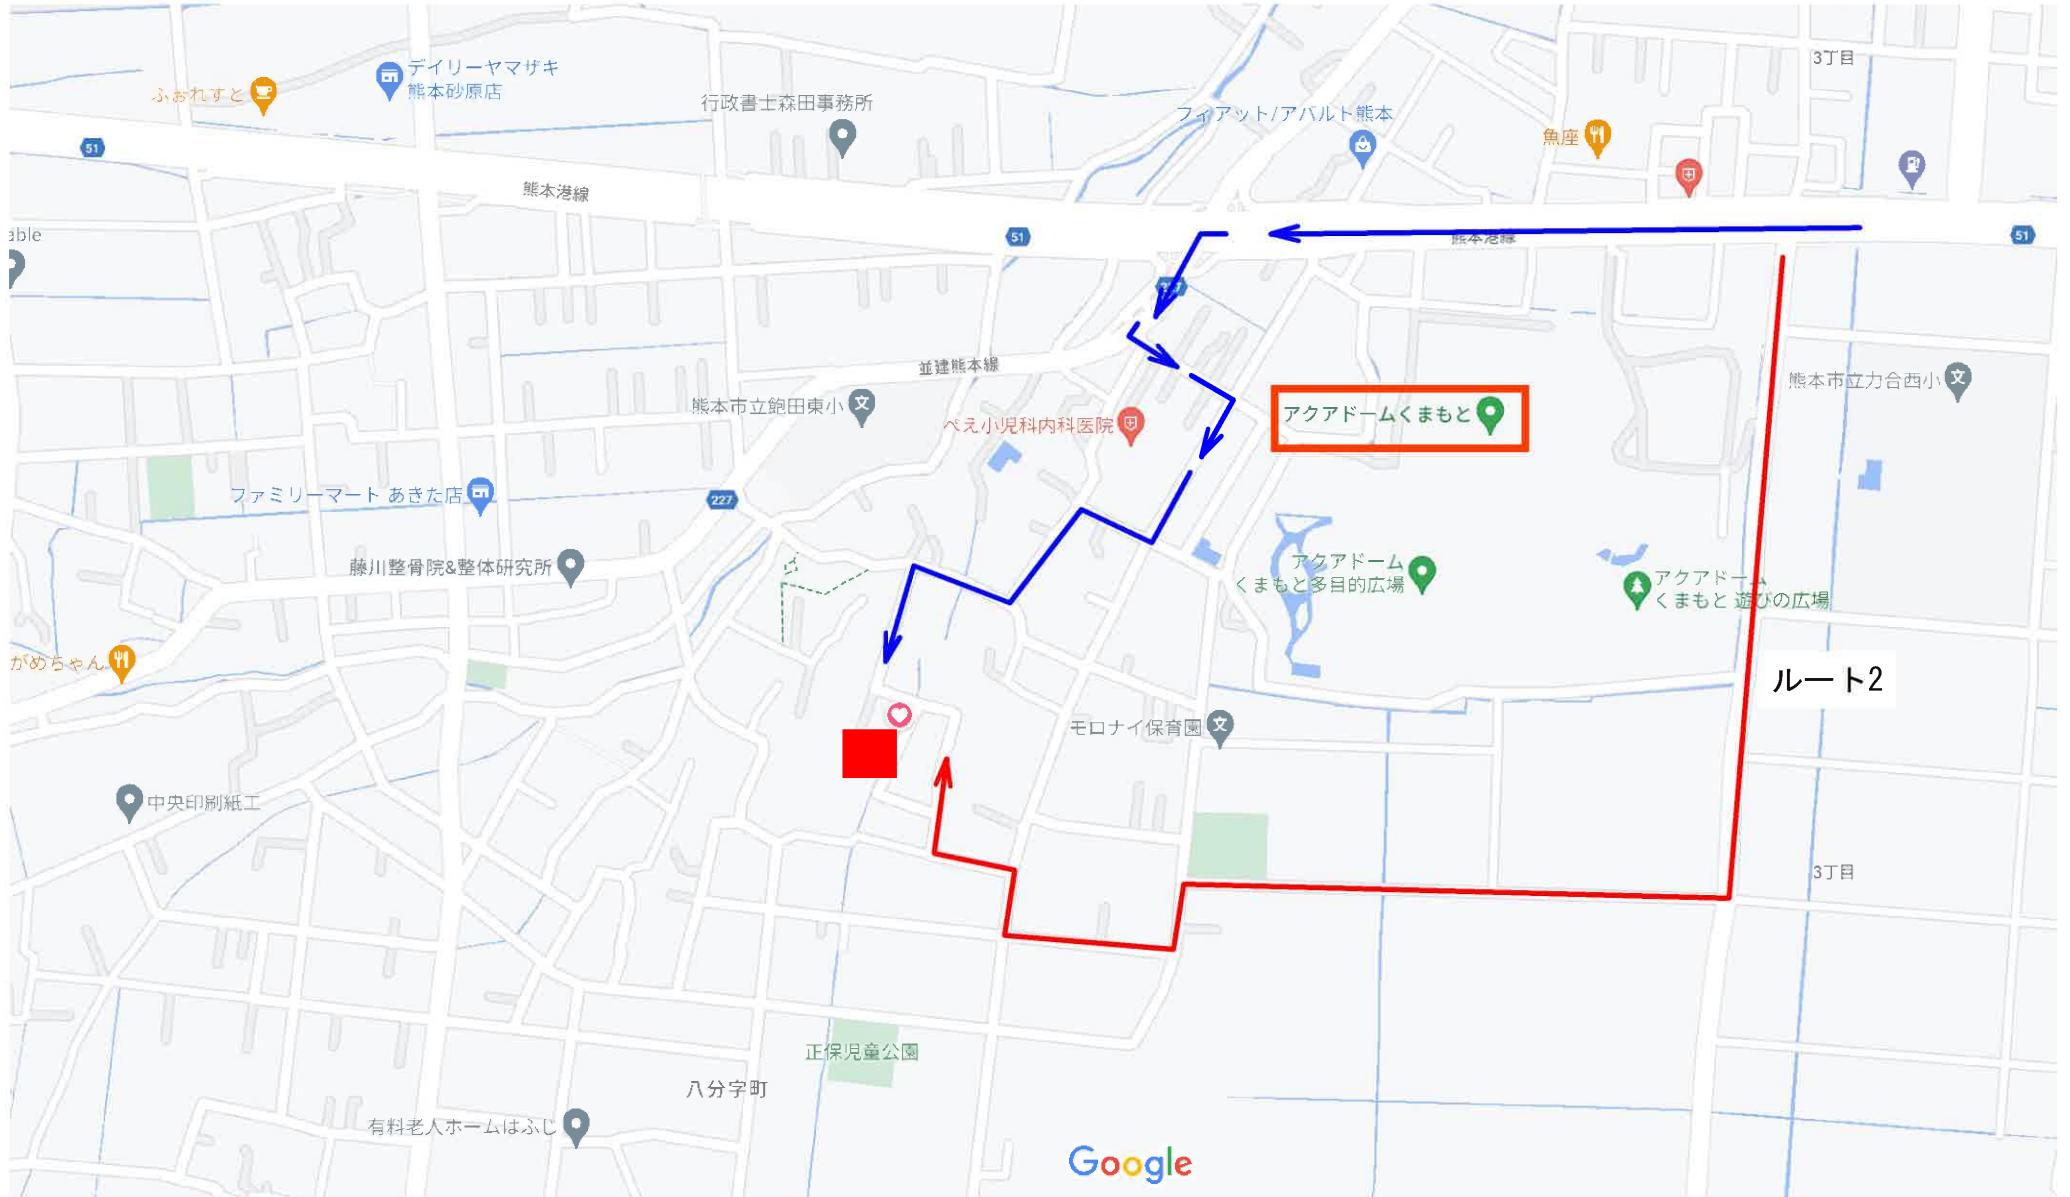 3丁目
デイリーヤマザキ
熊本砂原店
ふぉれすと
行政書士森田事務所
フィアット/アバルト熊本
魚座
51
熊本港線
able
51
熊本港線
51
並建熊本線
熊本市立力合西小
熊本市立飽田東小
アクアドームくまもと
ぺえ小児科内科医院
ファミリーマート あきた店
227
藤川整骨院&整体研究所
アクアドーム
くまもと多目的広場
アクアドーム
くまもと 遊びの広場
がめちゃん
ルート2
モロナイ保育園
中央印刷紙工
3丁目
正保児童公園
八分字町
有料老人ホームはふじ
Google